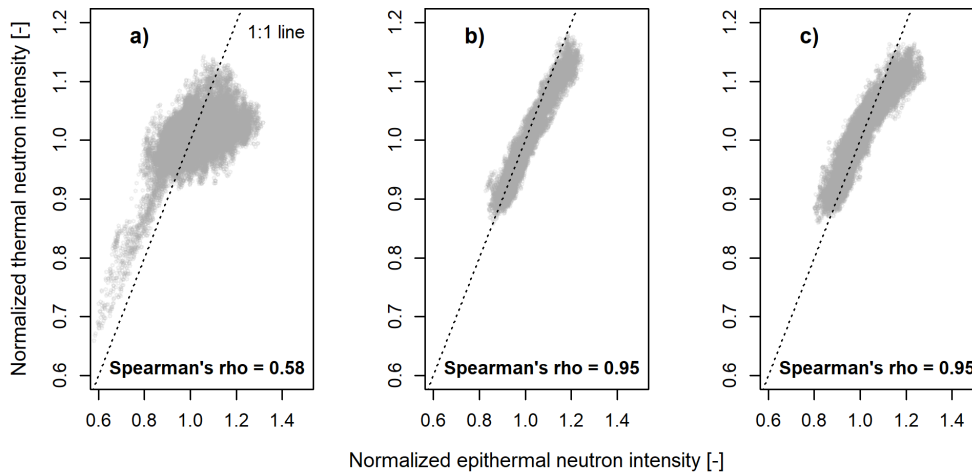 a)
1:1 line
b)
c)
Normalized thermal neutron intensity [-]
1.2
1.1
1.0
0.9
0.8
0.7
0.6
Spearman's rho = 0.58
0.6 0.8 1.0 1.2 1.4
1.2
1.1
1.0
0.9
0.8
0.7
0.6
Spearman's rho = 0.95
0.6 0.8 1.0 1.2 1.4
1.2
1.1
1.0
0.9
0.8
0.7
0.6
Spearman's rho = 0.95
0.6 0.8 1.0 1.2 1.4
Normalized epithermal neutron intensity [-]